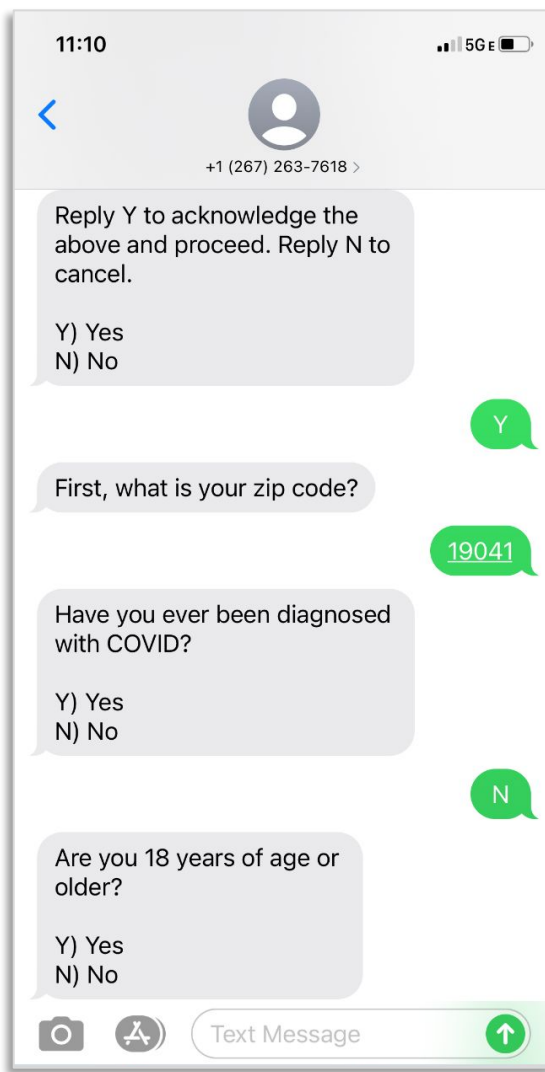 11:10
5G E
+1 (267) 263-7618 >
Reply Y to acknowledge the
above and proceed. Reply N to
cancel.
Y) Yes
N) No
Y
First, what is your zip code?
19041
Have you ever been diagnosed
with COVID?
Y) Yes
N) No
N
Are you 18 years of age or
older?
Y) Yes
N) No
Text Message